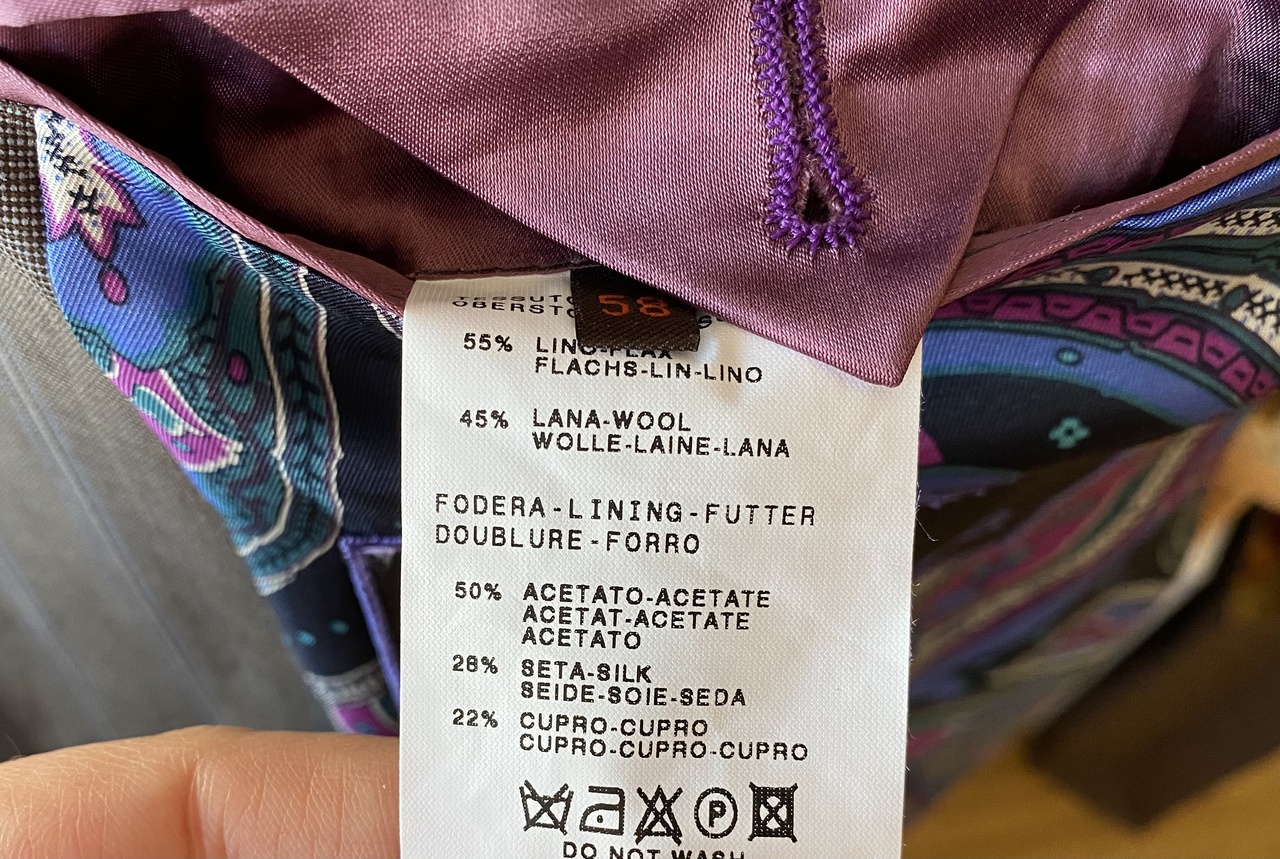 58
55% LINO-FLAX
FLACHS-LIN-LINO
45% LANA-WOOL
WOLLE-LAINE-LANA
FODERA-LINING-FUTTER
DOUBLURE-FORRO
50% ACETATO-ACETATE
ACETAT-ACETATE
ACETATO
28% SETA-SILK
SEIDE-SOIE-SEDA
22% CUPRO-CUPRO
CUPRO-CUPRO-CUPRO
P
DO NOT WASH